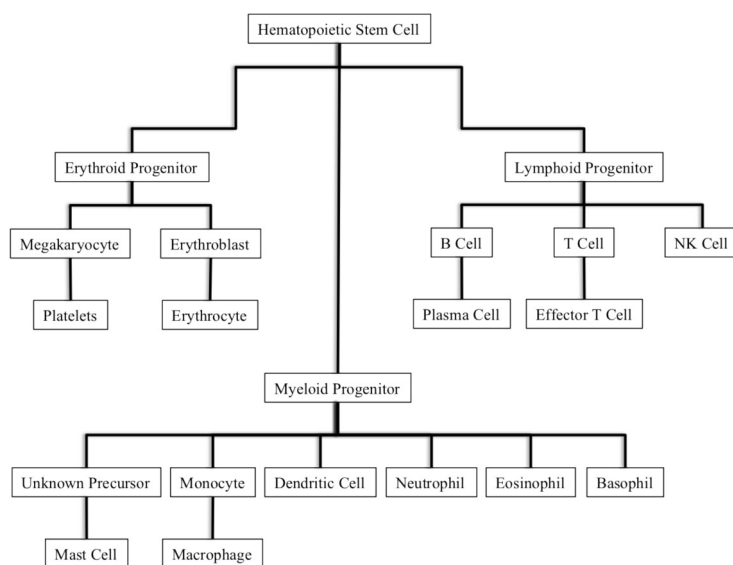 Hematopoietic Stem Cell
Erythroid Progenitor
Lymphoid Progenitor
Megakaryocyte
Erythroblast
B Cell
T Cell
NK Cell
Platelets
Erythrocyte
Plasma Cell
Effector T Cell
Myeloid Progenitor
Unknown Precursor
Monocyte
Dendritic Cell
Neutrophil
Eosinophil
Basophil
Mast Cell
Macrophage